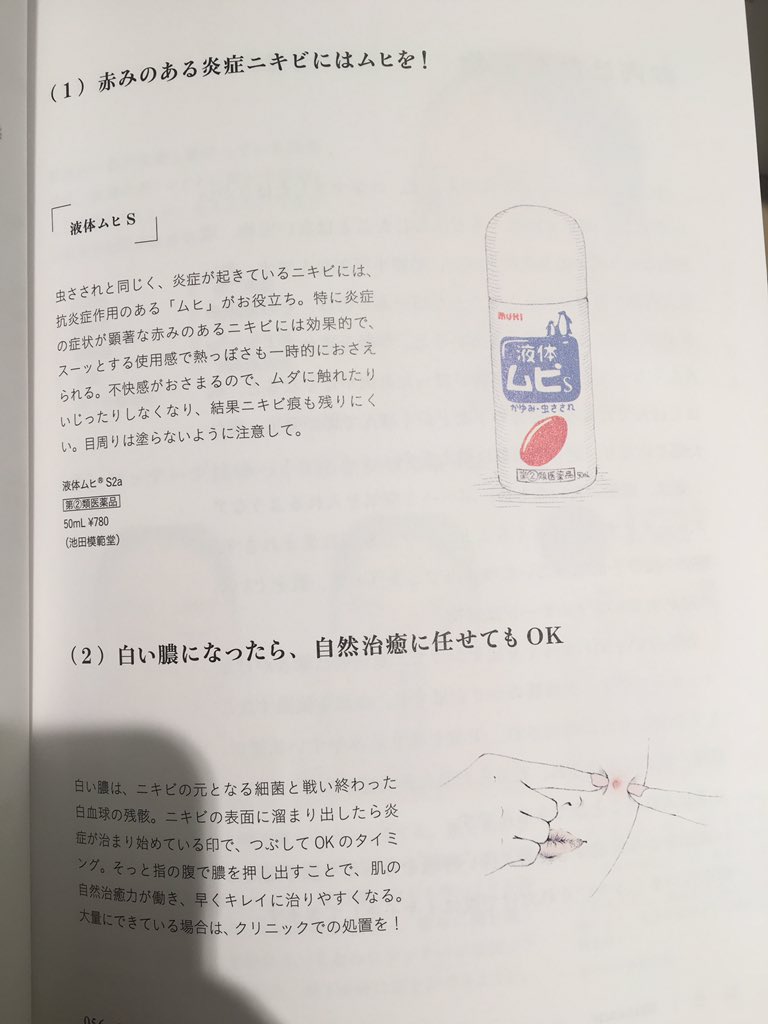 (1) 赤みのある炎症ニキビにはムヒを！
液体ムヒ S
虫さされと同じく、炎症が起きているニキビには、
抗炎症作用のある「ムヒ」がお役立ち。特に炎症
の症状が顕著な赤みのあるニキビには効果的で、
スーッとする使用感で熱っぽさも一時的におさえ
られる。不快感がおさまるので、ムダに触れたり
いじったりしなくなり、結果ニキビ痕も残りにく
い。目周りは塗らないように注意して。
液体ムヒ® S2a
第②類医薬品
50mL ¥780
（池田模範堂）
MUHI
液体
ムヒS
かゆみ・虫さされ
第②類医薬品 50mL
(2) 白い膿になったら、自然治癒に任せてもOK
白い膿は、ニキビの元となる細菌と戦い終わった
白血球の残骸。ニキビの表面に溜まり出したら炎
症が治まり始めている印で、つぶしてOKのタイミ
ング。そっと指の腹で膿を押し出すことで、肌の
自然治癒力が働き、早くキレイに治りやすくなる。
大量にできている場合は、クリニックでの処置を！